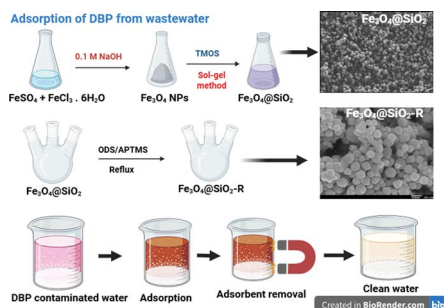 Adsorption of DBP from wastewater
Fe₃O₄@SiO₂
0.1 M NaOH
TMOS
Sol-gel
method
FeSO₄ + FeCl₃ . 6H₂O
Fe₃O₄ NPs
Fe₃O₄@SiO₂
Fe₃O₄@SiO₂-R
ODS/APTMS
Reflux
Fe₃O₄@SiO₂
Fe₃O₄@SiO₂-R
DBP contaminated water
Adsorption
Adsorbent removal
Clean water
Created in BioRender.com